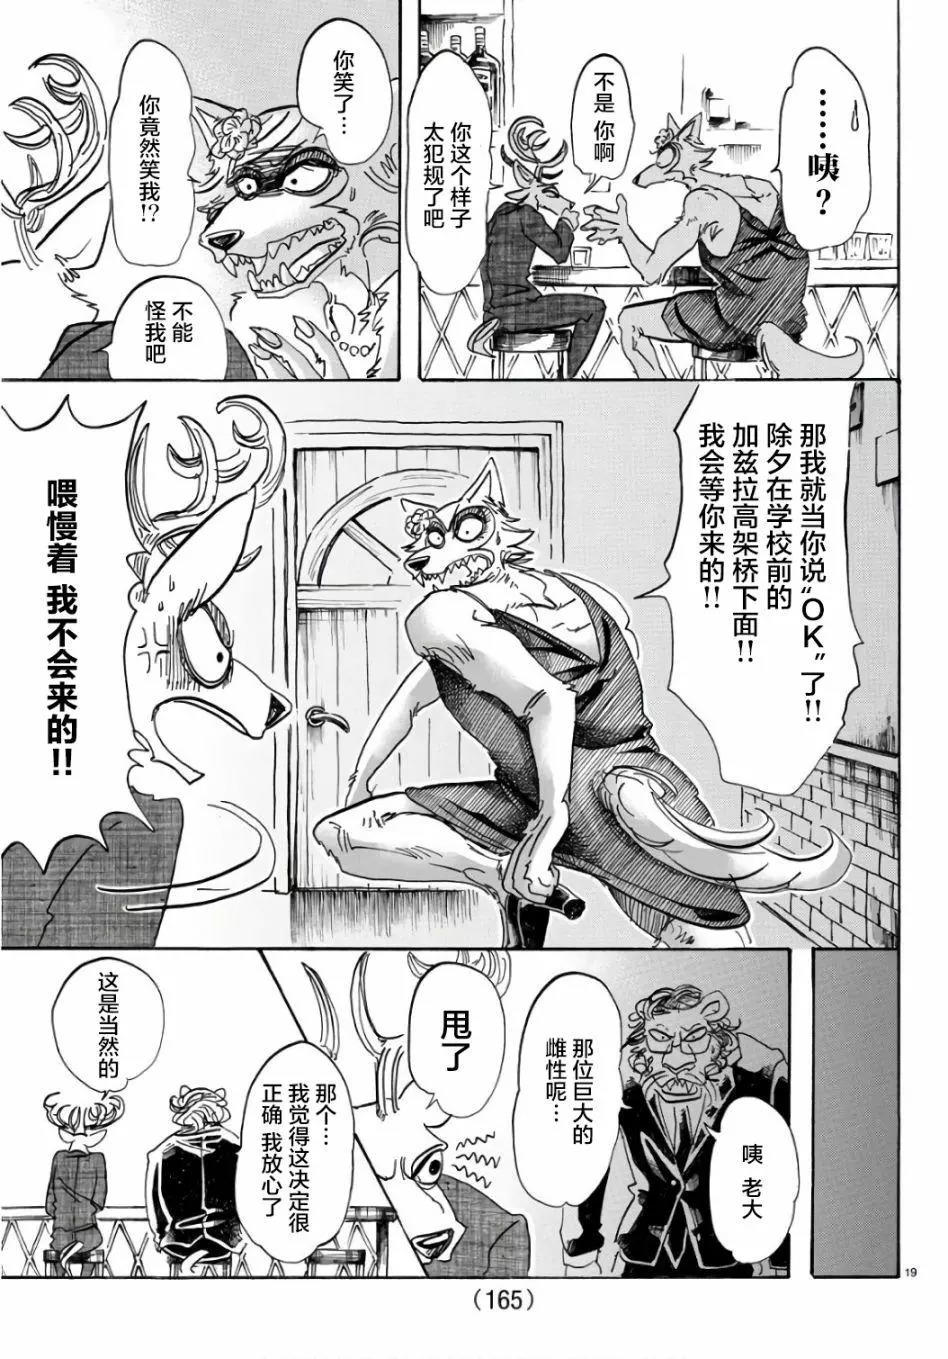 ……咦?
不是 你啊
你这个样子
太犯规了吧
你笑了…
你竟然
笑我!?
不能
怪我吧
那我就当你说“OK”了!!
除夕在学校前的
加兹拉高架桥下面!!
我会等你来的!!
喂慢着 我不会来的!!
咦 老大
那位巨大的
雌性呢…
甩了
那个…
我觉得这决定很
正确 我放心了
这是当然的
19
(165)